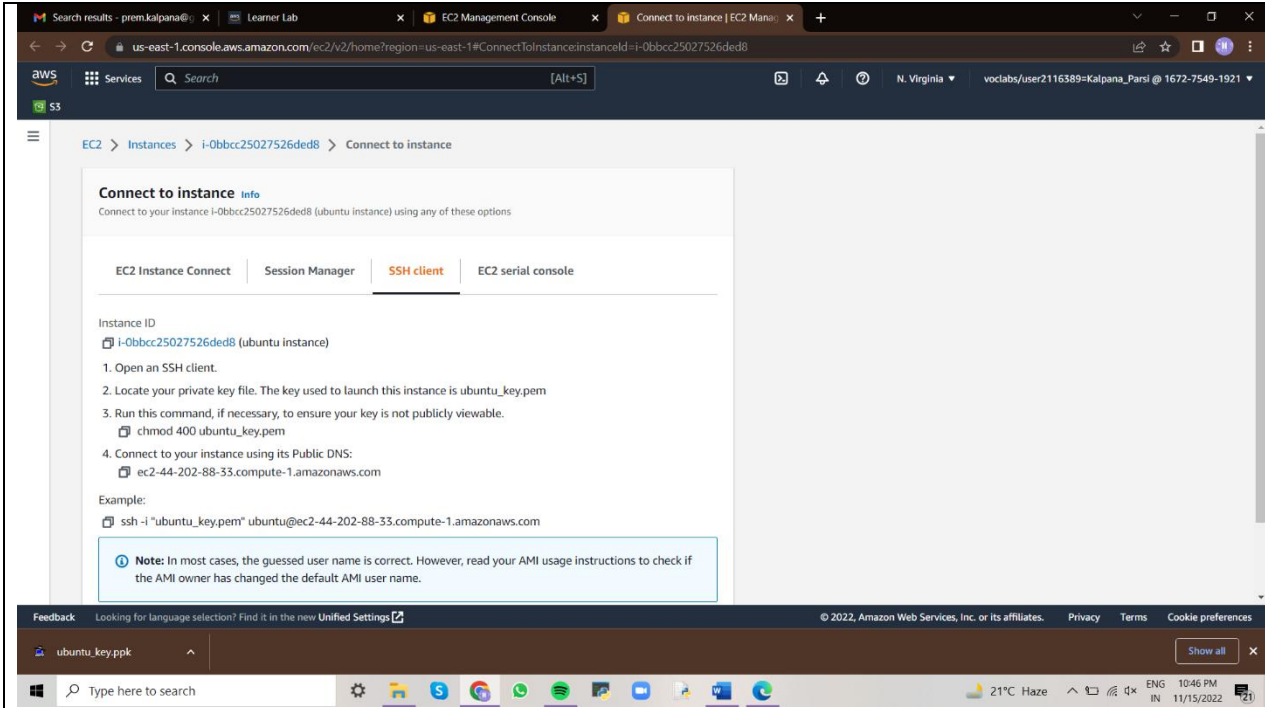 Search results - prem.kalpana@g
Learner Lab
EC2 Management Console
Connect to instance | EC2 Manag
us-east-1.console.aws.amazon.com/ec2/v2/home?region=us-east-1#ConnectToInstance:instanceId=i-0bbcc25027526ded8
aws Services Search [Alt+S] N. Virginia voclabs/user2116389=Kalpana_Parsi @ 1672-7549-1921
S3
EC2 > Instances > i-0bbcc25027526ded8 > Connect to instance
Connect to instance Info
Connect to your instance i-0bbcc25027526ded8 (ubuntu instance) using any of these options
EC2 Instance Connect Session Manager SSH client EC2 serial console
Instance ID
i-0bbcc25027526ded8 (ubuntu instance)
1. Open an SSH client.
2. Locate your private key file. The key used to launch this instance is ubuntu_key.pem
3. Run this command, if necessary, to ensure your key is not publicly viewable.
chmod 400 ubuntu_key.pem
4. Connect to your instance using its Public DNS:
ec2-44-202-88-33.compute-1.amazonaws.com
Example:
ssh -i "ubuntu_key.pem" ubuntu@ec2-44-202-88-33.compute-1.amazonaws.com
Note: In most cases, the guessed user name is correct. However, read your AMI usage instructions to check if
the AMI owner has changed the default AMI user name.
Feedback Looking for language selection? Find it in the new Unified Settings © 2022, Amazon Web Services, Inc. or its affiliates. Privacy Terms Cookie preferences
ubuntu_key.ppk Show all
Type here to search 21°C Haze ENG 10:46 PM
IN 11/15/2022 21